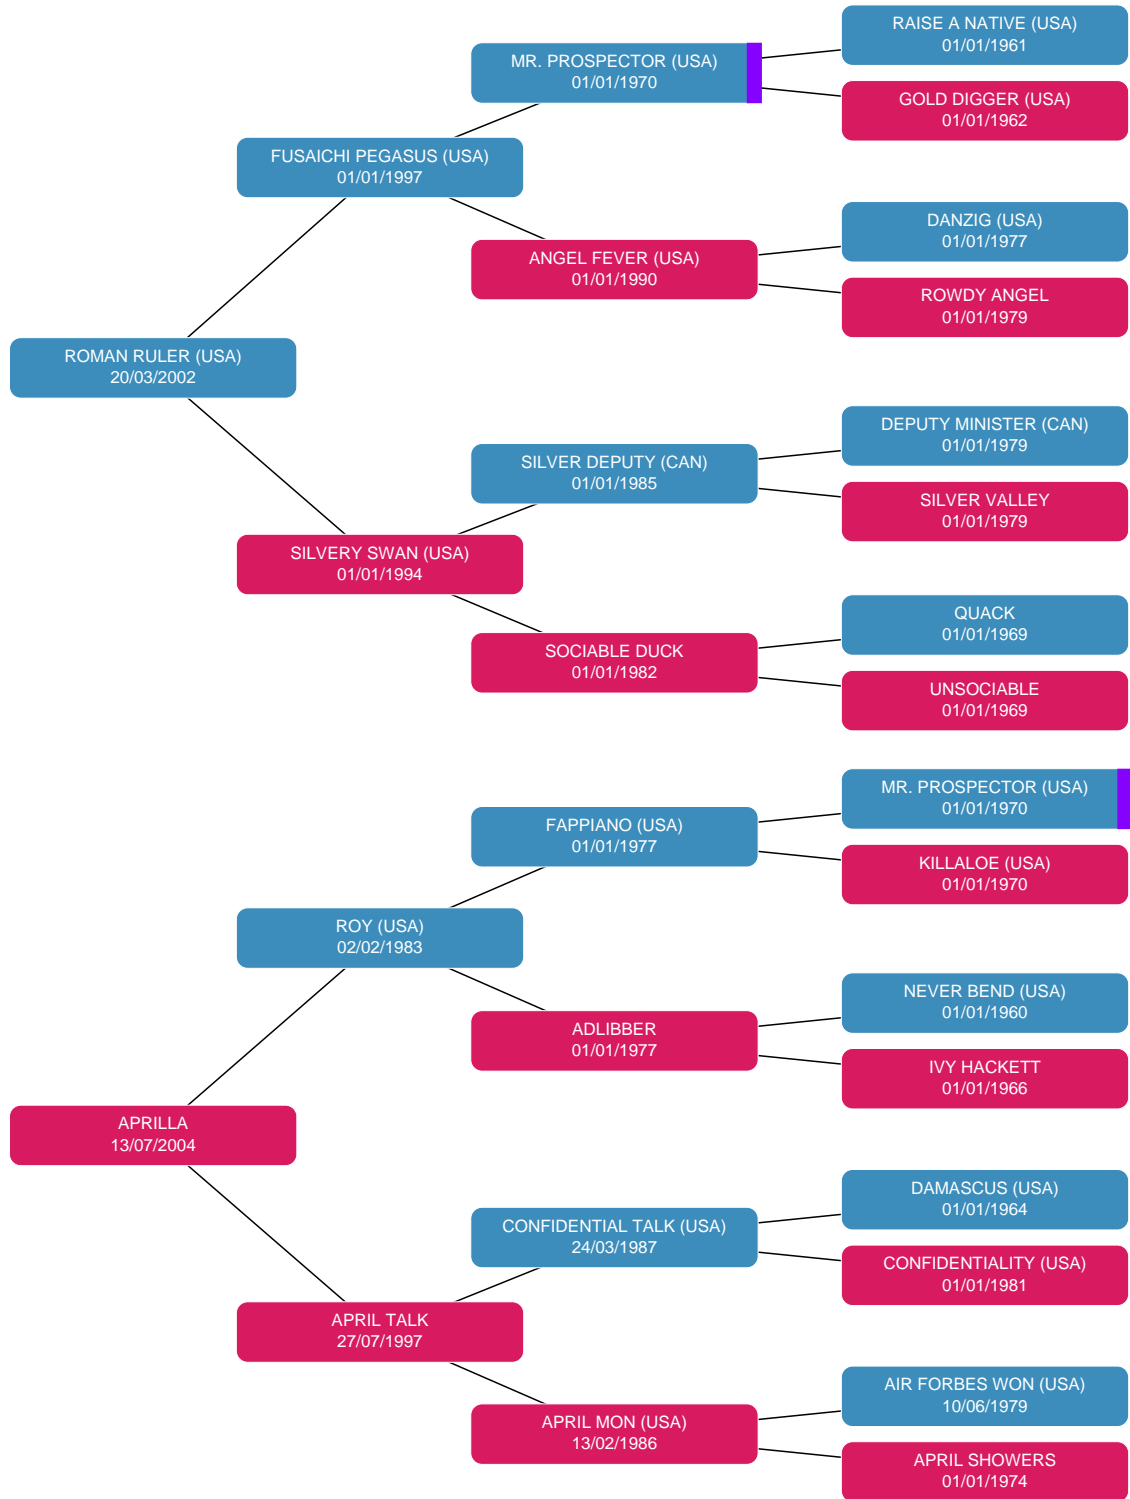 RAISE A NATIVE (USA)
01/01/1961
MR. PROSPECTOR (USA)
01/01/1970
GOLD DIGGER (USA)
01/01/1962
FUSAICHI PEGASUS (USA)
01/01/1997
DANZIG (USA)
01/01/1977
ANGEL FEVER (USA)
01/01/1990
ROWDY ANGEL
01/01/1979
ROMAN RULER (USA)
20/03/2002
DEPUTY MINISTER (CAN)
01/01/1979
SILVER DEPUTY (CAN)
01/01/1985
SILVER VALLEY
01/01/1979
SILVERY SWAN (USA)
01/01/1994
QUACK
01/01/1969
SOCIABLE DUCK
01/01/1982
UNSOCIABLE
01/01/1969
MR. PROSPECTOR (USA)
01/01/1970
FAPPIANO (USA)
01/01/1977
KILLALOE (USA)
01/01/1970
ROY (USA)
02/02/1983
NEVER BEND (USA)
01/01/1960
ADLIBBER
01/01/1977
IVY HACKETT
01/01/1966
APRILLA
13/07/2004
DAMASCUS (USA)
01/01/1964
CONFIDENTIAL TALK (USA)
24/03/1987
CONFIDENTIALITY (USA)
01/01/1981
APRIL TALK
27/07/1997
AIR FORBES WON (USA)
10/06/1979
APRIL MON (USA)
13/02/1986
APRIL SHOWERS
01/01/1974